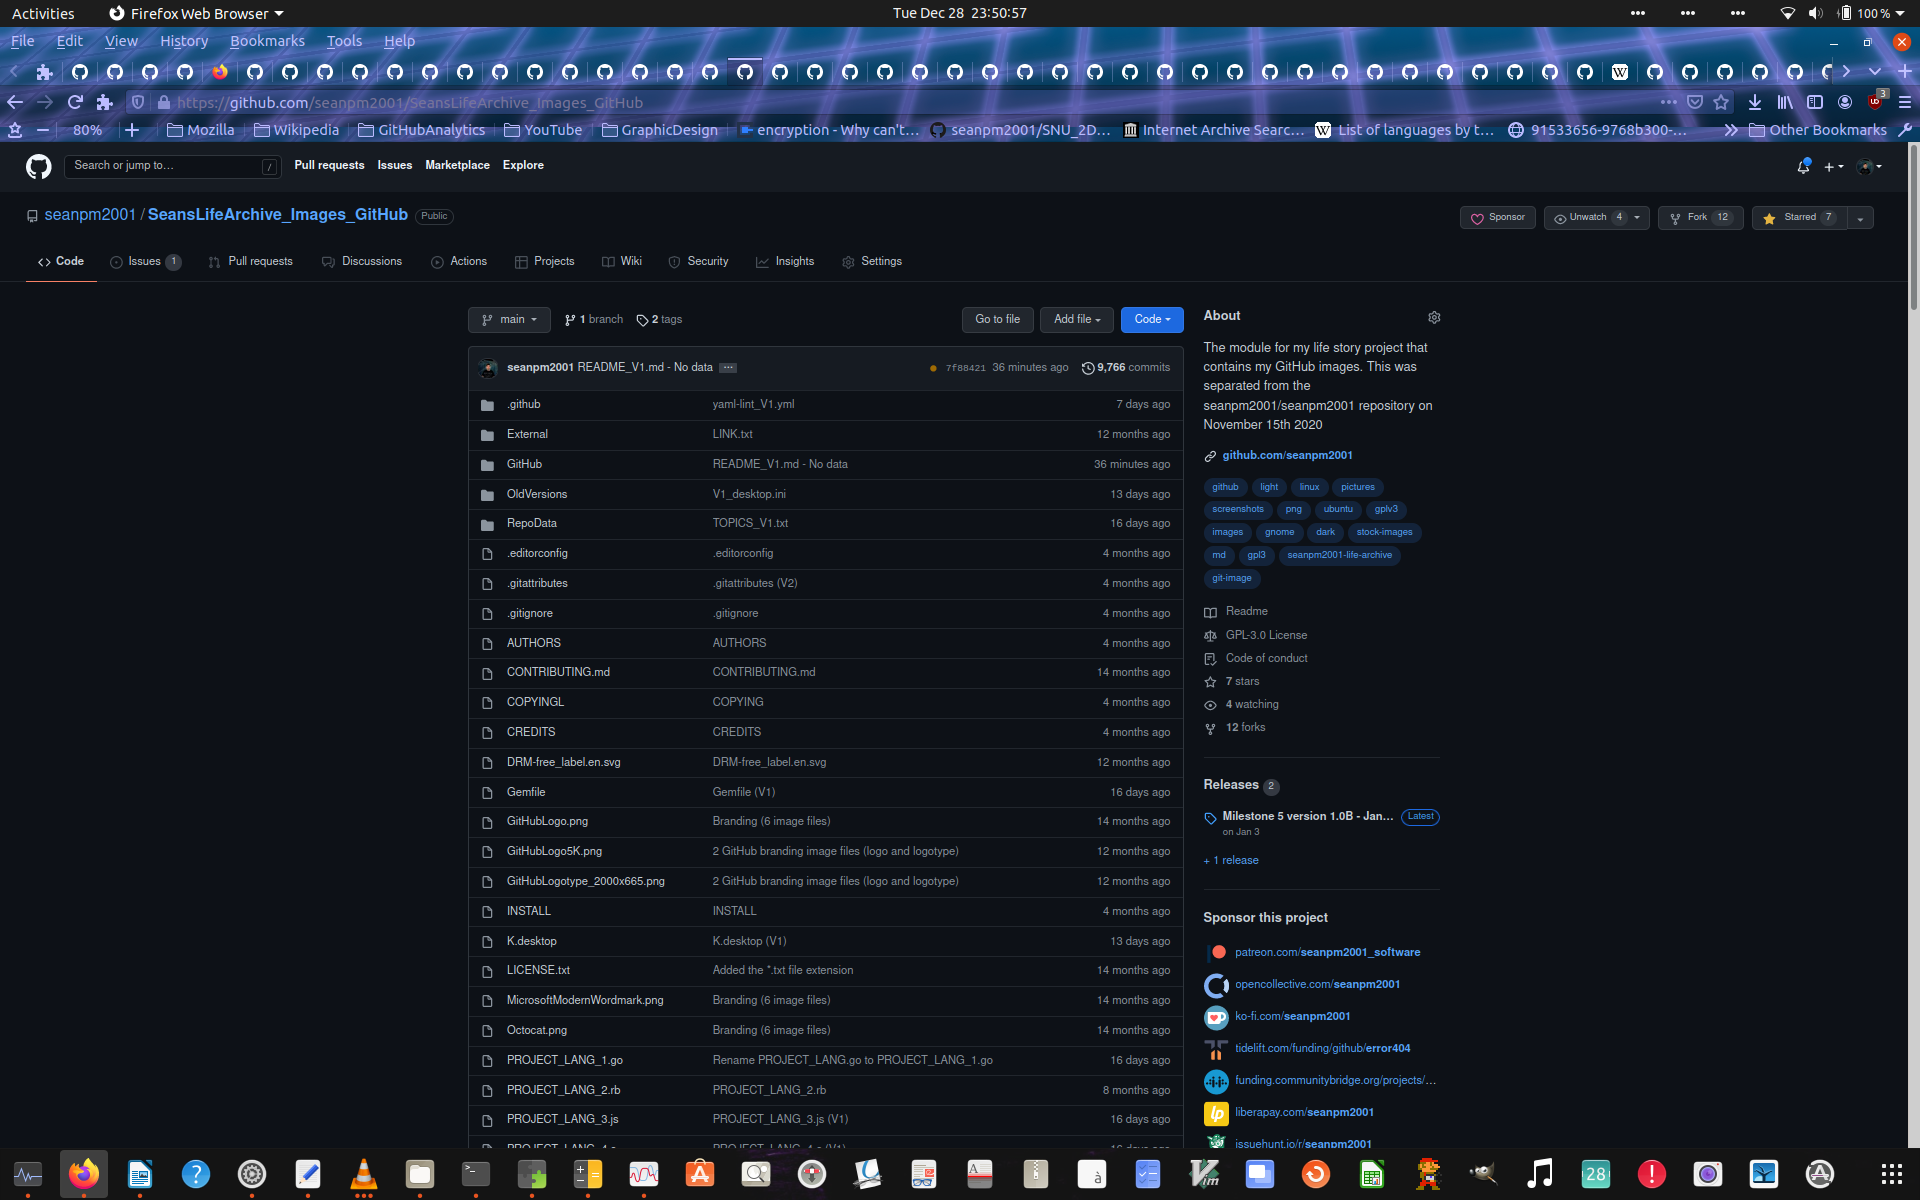 Activities Firefox Web Browser Tue Dec 28 23:50:57 100 %
File Edit View History Bookmarks Tools Help
https://github.com/seanpm2001/SeansLifeArchive_Images_GitHub 3
80% Mozilla Wikipedia GitHubAnalytics YouTube GraphicDesign encryption - Why can't... seanpm2001/SNU_2D... Internet Archive Searc... List of languages by t... 91533656-9768b300-... Other Bookmarks
Search or jump to... / Pull requests Issues Marketplace Explore
seanpm2001 / SeansLifeArchive_Images_GitHub Public Sponsor Unwatch 4 Fork 12 Starred 7
Code Issues 1 Pull requests Discussions Actions Projects Wiki Security Insights Settings
main 1 branch 2 tags Go to file Add file Code
seanpm2001 README_V1.md - No data ... 7f88421 36 minutes ago 9,766 commits
.github yaml-lint_V1.yml 7 days ago
External LINK.txt 12 months ago
GitHub README_V1.md - No data 36 minutes ago
OldVersions V1_desktop.ini 13 days ago
RepoData TOPICS_V1.txt 16 days ago
.editorconfig .editorconfig 4 months ago
.gitattributes .gitattributes (V2) 4 months ago
.gitignore .gitignore 4 months ago
AUTHORS AUTHORS 4 months ago
CONTRIBUTING.md CONTRIBUTING.md 14 months ago
COPYINGL COPYING 4 months ago
CREDITS CREDITS 4 months ago
DRM-free_label.en.svg DRM-free_label.en.svg 12 months ago
Gemfile Gemfile (V1) 16 days ago
GitHubLogo.png Branding (6 image files) 14 months ago
GitHubLogo5K.png 2 GitHub branding image files (logo and logotype) 12 months ago
GitHubLogotype_2000x665.png 2 GitHub branding image files (logo and logotype) 12 months ago
INSTALL INSTALL 4 months ago
K.desktop K.desktop (V1) 13 days ago
LICENSE.txt Added the *.txt file extension 14 months ago
MicrosoftModernWordmark.png Branding (6 image files) 14 months ago
Octocat.png Branding (6 image files) 14 months ago
PROJECT_LANG_1.go Rename PROJECT_LANG.go to PROJECT_LANG_1.go 16 days ago
PROJECT_LANG_2.rb PROJECT_LANG_2.rb 8 months ago
PROJECT_LANG_3.js PROJECT_LANG_3.js (V1) 16 days ago
About
The module for my life story project that
contains my GitHub images. This was
separated from the
seanpm2001/seanpm2001 repository on
November 15th 2020
github.com/seanpm2001
github light linux pictures
screenshots png ubuntu gplv3
images gnome dark stock-images
md gpl3 seanpm2001-life-archive
git-image
Readme
GPL-3.0 License
Code of conduct
7 stars
4 watching
12 forks
Releases 2
Milestone 5 version 1.0B - Jan... Latest
on Jan 3
+ 1 release
Sponsor this project
patreon.com/seanpm2001_software
opencollective.com/seanpm2001
ko-fi.com/seanpm2001
tidelift.com/funding/github/error404
funding.communitybridge.org/projects/...
liberapay.com/seanpm2001
issuehunt.io/r/seanpm2001
28